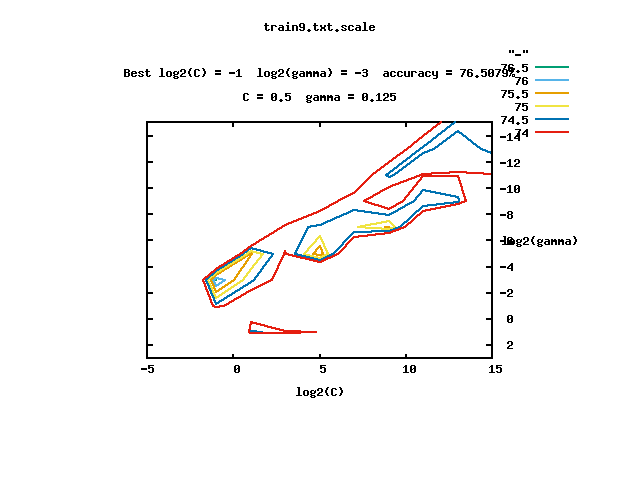 train9.txt.scale
"-"
Best log2(C) = -1  log2(gamma) = -3  accuracy = 76.5079%
76.5
76
75.5
75
74.5
74
C = 0.5  gamma = 0.125
-14
-12
-10
-8
-6
log2(gamma)
-4
-2
0
2
-5 0 5 10 15
log2(C)